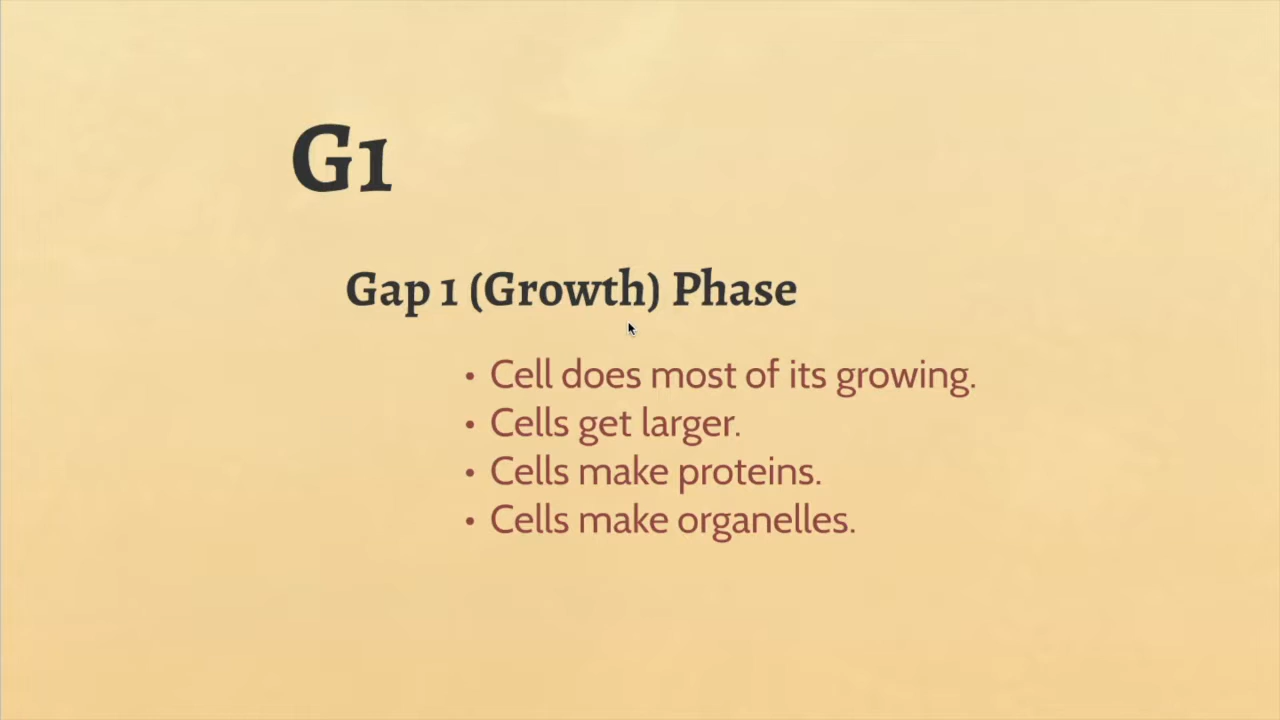 G1
Gap 1 (Growth) Phase
• Cell does most of its growing.
• Cells get larger.
• Cells make proteins.
• Cells make organelles.